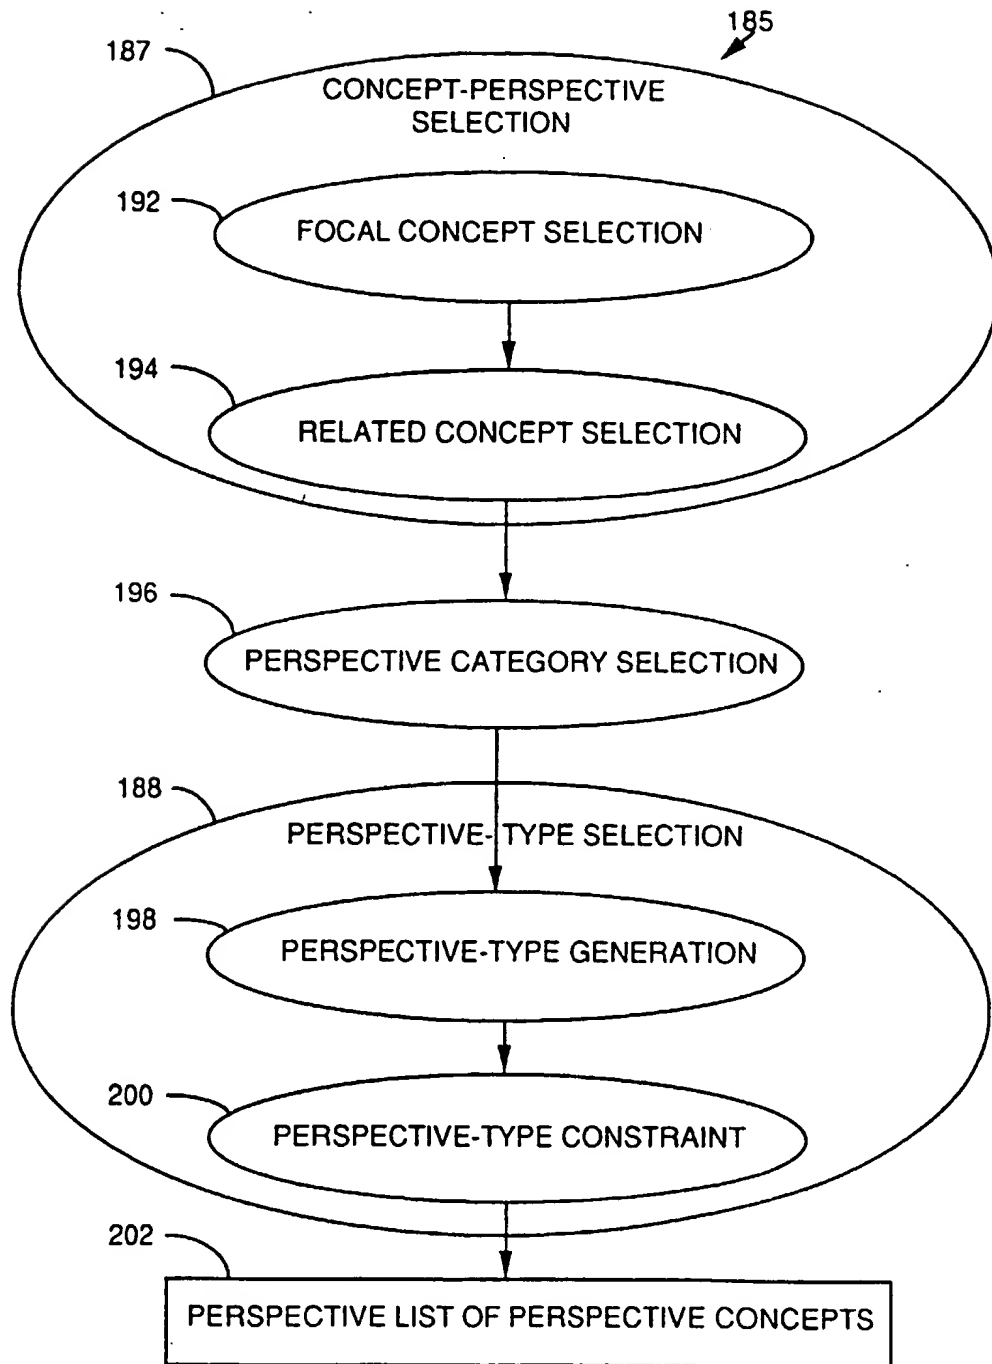 185
187
CONCEPT-PERSPECTIVE
SELECTION
192
FOCAL CONCEPT SELECTION
194
RELATED CONCEPT SELECTION
196
PERSPECTIVE CATEGORY SELECTION
188
PERSPECTIVE-TYPE SELECTION
198
PERSPECTIVE-TYPE GENERATION
200
PERSPECTIVE-TYPE CONSTRAINT
202
PERSPECTIVE LIST OF PERSPECTIVE CONCEPTS